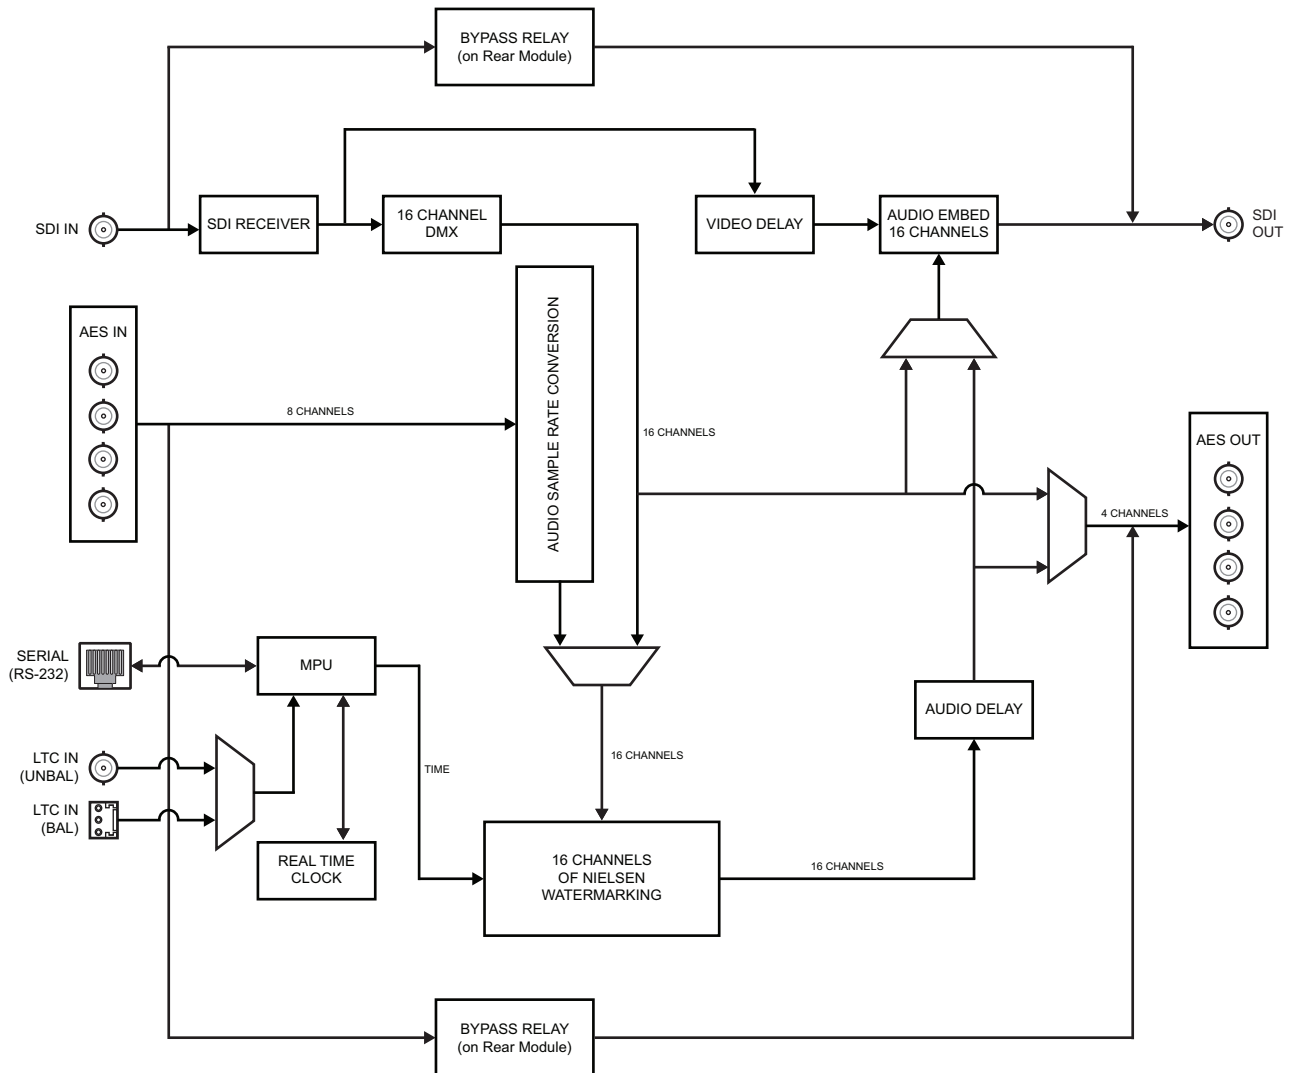 BYPASS RELAY
(on Rear Module)
SDI IN
SDI RECEIVER
16 CHANNEL
DMX
VIDEO DELAY
AUDIO EMBED
16 CHANNELS
SDI
OUT
AES IN
8 CHANNELS
AUDIO SAMPLE RATE CONVERSION
16 CHANNELS
AES OUT
4 CHANNELS
SERIAL
(RS-232)
MPU
AUDIO DELAY
LTC IN
(UNBAL)
LTC IN
(BAL)
TIME
16 CHANNELS
REAL TIME
CLOCK
16 CHANNELS
OF NIELSEN
WATERMARKING
16 CHANNELS
BYPASS RELAY
(on Rear Module)